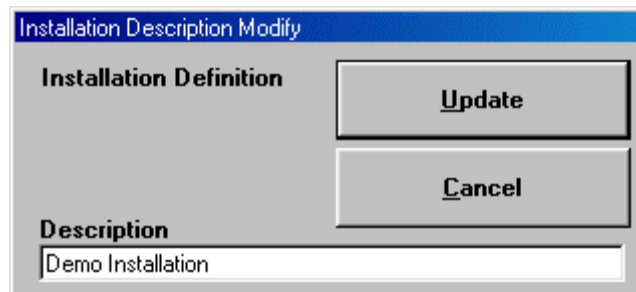 Installation Description Modify
Installation Definition
Update
Cancel
Description
Demo Installation